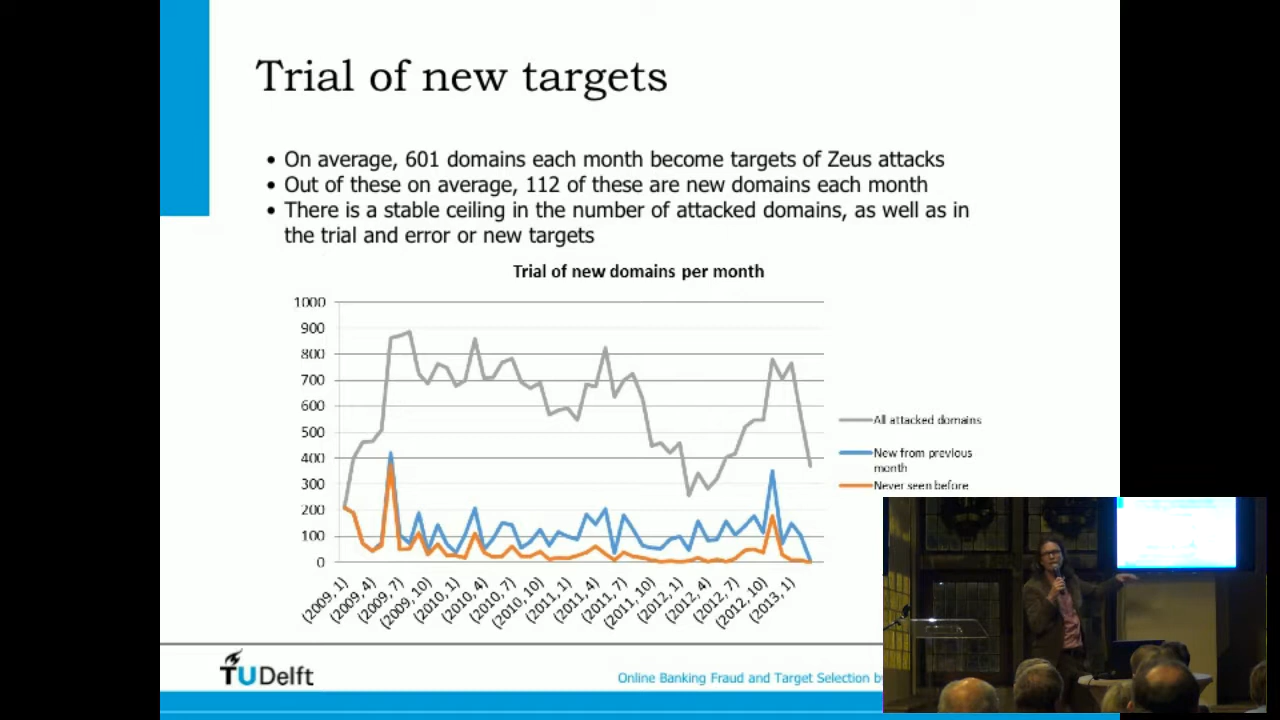 Trial of new targets
• On average, 601 domains each month become targets of Zeus attacks
• Out of these on average, 112 of these are new domains each month
• There is a stable ceiling in the number of attacked domains, as well as in
the trial and error or new targets
Trial of new domains per month
1000
900
800
700
600
500
400
300
200
100
0
All attacked domains
New from previous
month
Never seen before
(2009, 1)
(2009, 4)
(2009, 7)
(2009, 10)
(2010, 1)
(2010, 4)
(2010, 7)
(2010, 10)
(2011, 1)
(2011, 4)
(2011, 7)
(2011, 10)
(2012, 1)
(2012, 4)
(2012, 7)
(2012, 10)
(2013, 1)
TUDelft
Online Banking Fraud and Target Selection